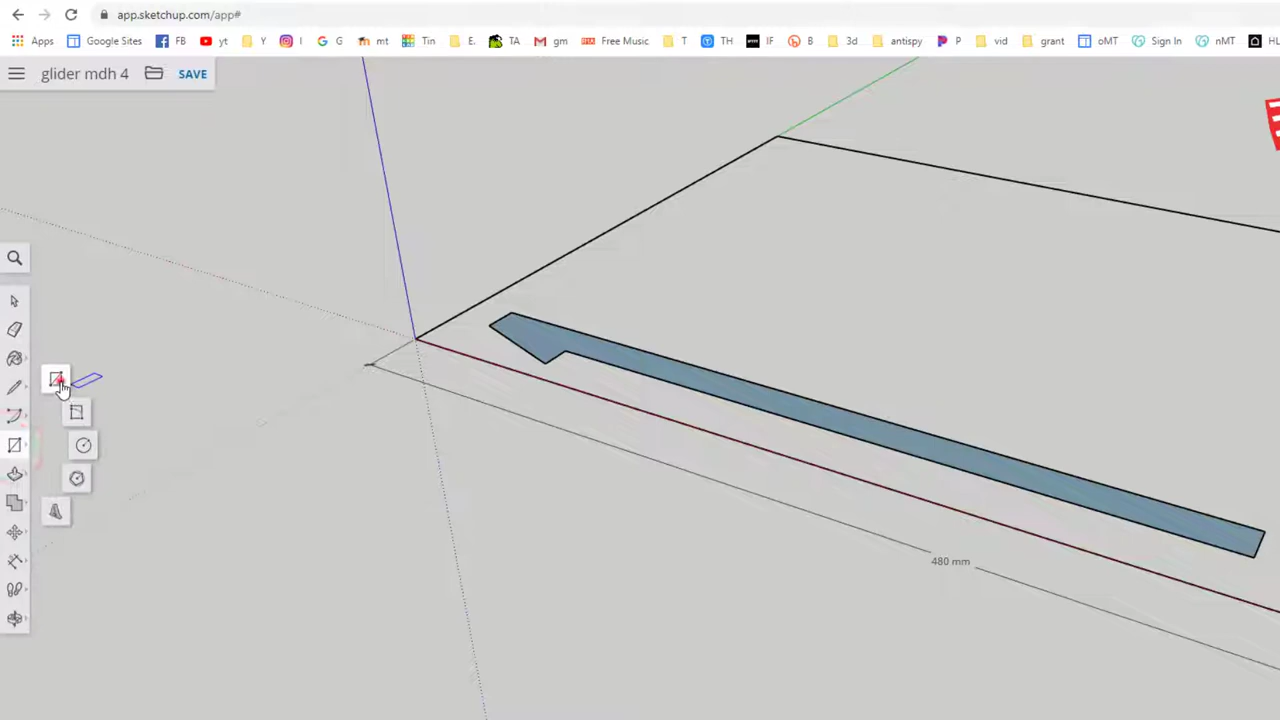 app.sketchup.com/app#
Apps Google Sites FB yt Y I G mt Tin E. TA gm Free Music T TH IF B 3d antispy P vid grant oMT Sign In nMT HL
glider mdh 4 SAVE
480 mm